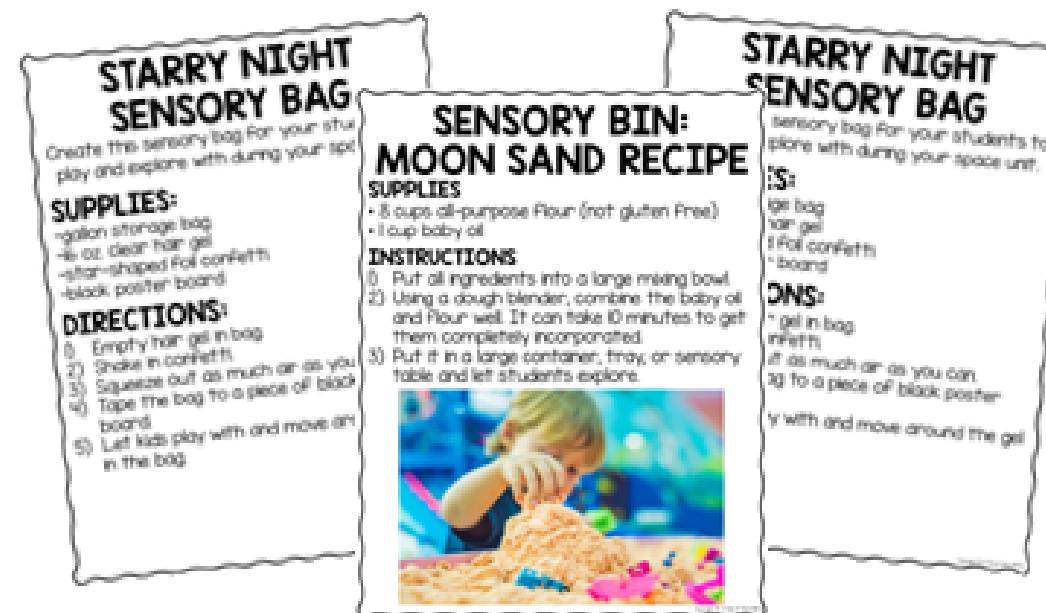 STARRY NIGHT
SENSORY BAG
Create this sensory bag for your
play and explore with during your
SUPPLIES:
-gallon storage bag
-16 oz. clear hair gel
-star-shaped foil confetti
-black poster board
DIRECTIONS:
1) Empty hair gel in bag.
2) Shake in confetti.
3) Squeeze out as much air as you
4) Tape the bag to a piece of black
board.
5) Let kids play with and move
in the bag.
SENSORY BIN:
MOON SAND RECIPE
SUPPLIES
• 8 cups all-purpose flour (not gluten free)
• 1 cup baby oil
INSTRUCTIONS
1) Put all ingredients into a large mixing bowl.
2) Using a dough blender, combine the baby oil
and flour well. It can take 10 minutes to get
them completely incorporated.
3) Put it in a large container, tray, or sensory
table and let students explore.
STARRY NIGHT
SENSORY BAG
sensory bag for your students to
explore with during your space unit.
bag
hair gel
foil confetti
board
gel in bag.
as much air as you can.
to a piece of black poster
with and move around the gel